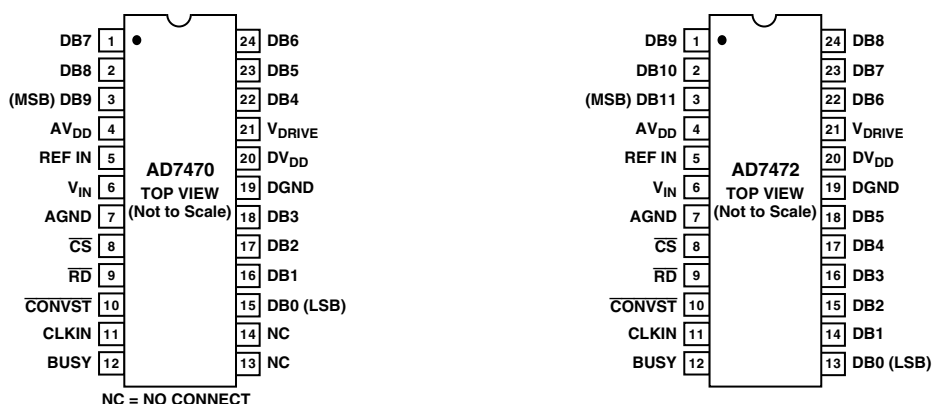 DB7 1 24 DB6
DB8 2 23 DB5
(MSB) DB9 3 22 DB4
AVDD 4 21 VDRIVE
REF IN 5 20 DVDD
VIN 6 19 DGND
AGND 7 18 DB3
CS 8 17 DB2
RD 9 16 DB1
CONVST 10 15 DB0 (LSB)
CLKIN 11 14 NC
BUSY 12 13 NC
AD7470
TOP VIEW
(Not to Scale)
NC = NO CONNECT
DB9 1 24 DB8
DB10 2 23 DB7
(MSB) DB11 3 22 DB6
AVDD 4 21 VDRIVE
REF IN 5 20 DVDD
VIN 6 19 DGND
AGND 7 18 DB5
CS 8 17 DB4
RD 9 16 DB3
CONVST 10 15 DB2
CLKIN 11 14 DB1
BUSY 12 13 DB0 (LSB)
AD7472
TOP VIEW
(Not to Scale)